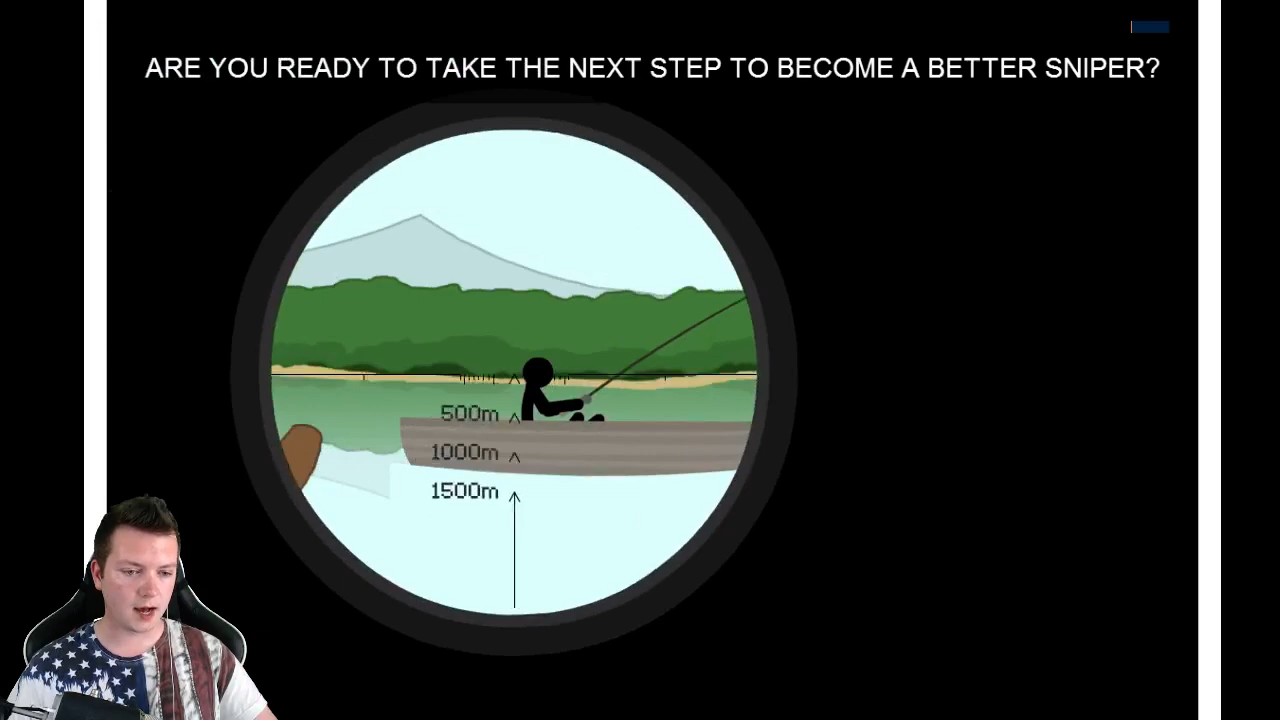 ARE YOU READY TO TAKE THE NEXT STEP TO BECOME A BETTER SNIPER?
500m
1000m
1500m